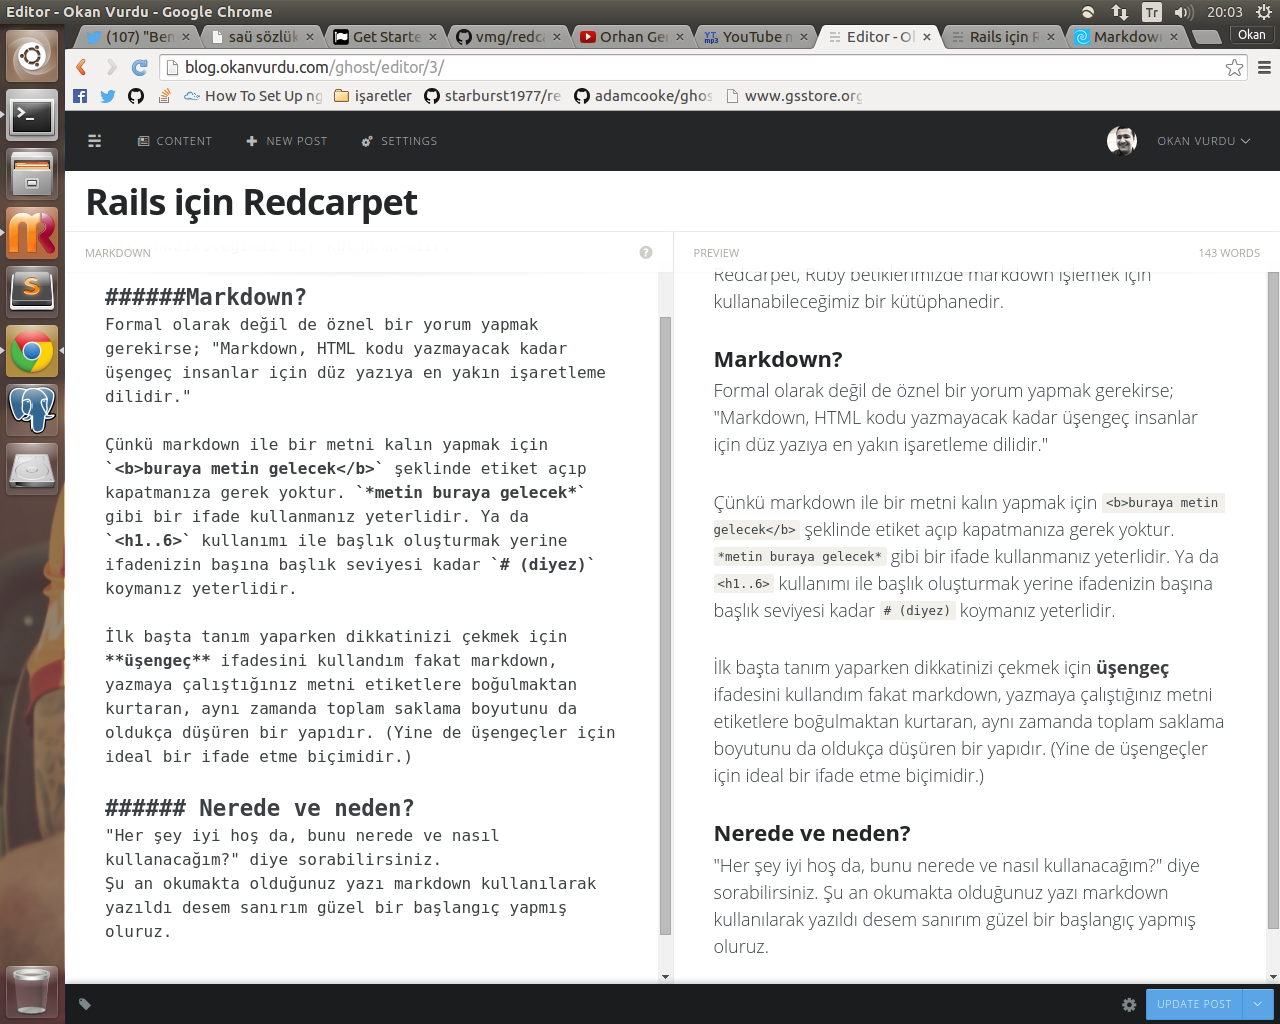 Editor - Okan Vurdu - Google Chrome
Tr
20:03
(107) "Ben
saü sözlük
Get Starte
vmg/redca
Orhan Ger
YouTube m
Editor - Ol
Rails için R
Markdown
Okan
blog.okanvurdu.com/ghost/editor/3/
How To Set Up ng
işaretler
starburst1977/re
adamcooke/ghos
www.gsstore.org
CONTENT
NEW POST
SETTINGS
OKAN VURDU
Rails için Redcarpet
MARKDOWN
######Markdown?
Formal olarak değil de öznel bir yorum yapmak
gerekirse; "Markdown, HTML kodu yazmayacak kadar
üşengeç insanlar için düz yazıya en yakın işaretleme
dilidir."
Çünkü markdown ile bir metni kalın yapmak için
`<b>buraya metin gelecek</b>` şeklinde etiket açıp
kapatmanıza gerek yoktur. `*metin buraya gelecek*`
gibi bir ifade kullanmanız yeterlidir. Ya da
`<h1..6>` kullanımı ile başlık oluşturmak yerine
ifadenizin başına başlık seviyesi kadar `# (diyez)`
koymanız yeterlidir.
İlk başta tanım yaparken dikkatinizi çekmek için
**üşengeç** ifadesini kullandım fakat markdown,
yazmaya çalıştığınız metni etiketlere boğulmaktan
kurtaran, aynı zamanda toplam saklama boyutunu da
oldukça düşüren bir yapıdır. (Yine de üşengeçler için
ideal bir ifade etme biçimidir.)
###### Nerede ve neden?
"Her şey iyi hoş da, bunu nerede ve nasıl
kullanacağım?" diye sorabilirsiniz.
Şu an okumakta olduğunuz yazı markdown kullanılarak
yazıldı desem sanırım güzel bir başlangıç yapmış
oluruz.
PREVIEW
143 WORDS
Redcarpet, Ruby betiklerimizde markdown işlemek için
kullanabileceğimiz bir kütüphanedir.
Markdown?
Formal olarak değil de öznel bir yorum yapmak gerekirse;
"Markdown, HTML kodu yazmayacak kadar üşengeç insanlar
için düz yazıya en yakın işaretleme dilidir."
Çünkü markdown ile bir metni kalın yapmak için <b>buraya metin
gelecek</b> şeklinde etiket açıp kapatmanıza gerek yoktur.
*metin buraya gelecek* gibi bir ifade kullanmanız yeterlidir. Ya da
<h1..6> kullanımı ile başlık oluşturmak yerine ifadenizin başına
başlık seviyesi kadar # (diyez) koymanız yeterlidir.
İlk başta tanım yaparken dikkatinizi çekmek için üşengeç
ifadesini kullandım fakat markdown, yazmaya çalıştığınız metni
etiketlere boğulmaktan kurtaran, aynı zamanda toplam saklama
boyutunu da oldukça düşüren bir yapıdır. (Yine de üşengeçler
için ideal bir ifade etme biçimidir.)
Nerede ve neden?
"Her şey iyi hoş da, bunu nerede ve nasıl kullanacağım?" diye
sorabilirsiniz. Şu an okumakta olduğunuz yazı markdown
kullanılarak yazıldı desem sanırım güzel bir başlangıç yapmış
oluruz.
UPDATE POST